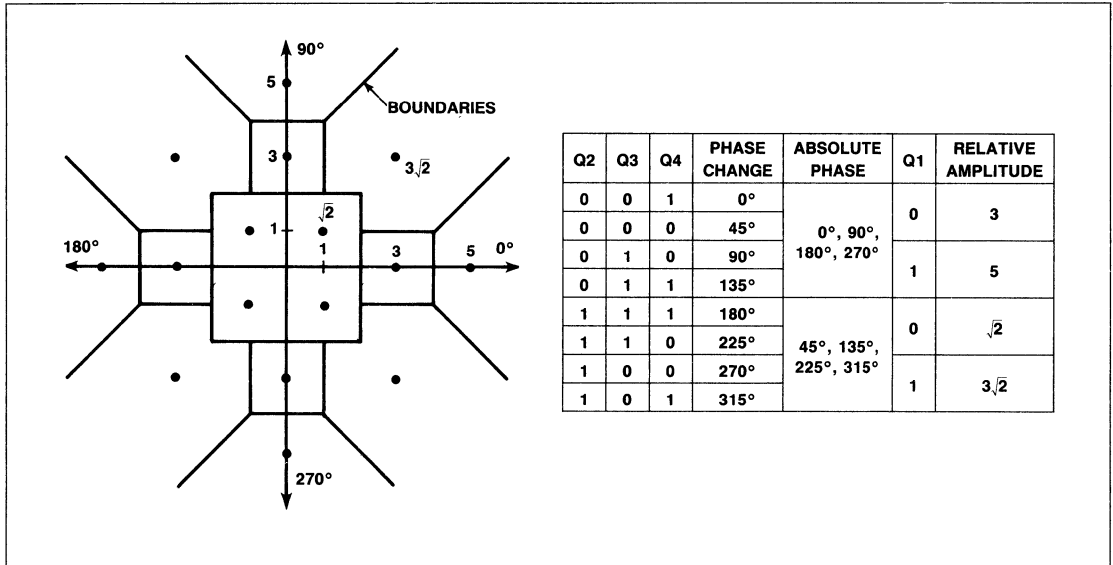 90°
5
BOUNDARIES
3
3√2
√2
1
1
180°
3
5
0°
270°
Q2 Q3 Q4 PHASE CHANGE ABSOLUTE PHASE Q1 RELATIVE AMPLITUDE
0 0 1 0° 0°, 90°, 180°, 270° 0 3
0 0 0 45°
0 1 0 90° 1 5
0 1 1 135°
1 1 1 180° 45°, 135°, 225°, 315° 0 √2
1 1 0 225°
1 0 0 270° 1 3√2
1 0 1 315°